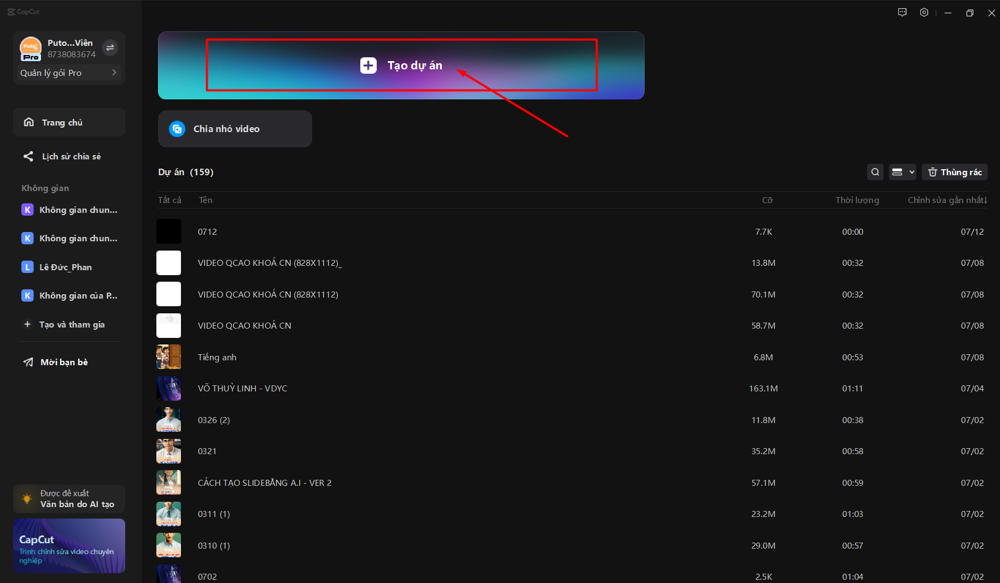 CapCut
Puto...Viên
8738083674
Pro
Quản lý gói Pro
Trang chủ
Lịch sử chia sẻ
Không gian
K Không gian chun...
K Không gian chun...
L Lê Đức_Phan
K Không gian của P...
Tạo và tham gia
Mời bạn bè
Được đề xuất
Văn bản do AI tạo
CapCut
Trình chỉnh sửa video chuyên
nghiệp
Tạo dự án
Chia nhỏ video
Dự án (159)
Thùng rác
Tất cả Tên Cỡ Thời lượng Chỉnh sửa gần nhất↓
0712 7.7K 00:00 07/12
VIDEO QCAO KHOÁ CN (828X1112)_ 13.8M 00:32 07/08
VIDEO QCAO KHOÁ CN (828X1112) 70.1M 00:32 07/08
VIDEO QCAO KHOÁ CN 58.7M 00:32 07/08
Tiếng anh 6.8M 00:53 07/08
VÕ THUỲ LINH - VDYC 163.1M 01:11 07/04
0326 (2) 11.8M 00:38 07/02
0321 35.2M 00:58 07/02
CÁCH TẠO SLIDEBẰNG A.I - VER 2 57.1M 00:59 07/02
0311 (1) 23.2M 01:03 07/02
0310 (1) 29.0M 00:57 07/02
0702 2.5K 01:04 07/02